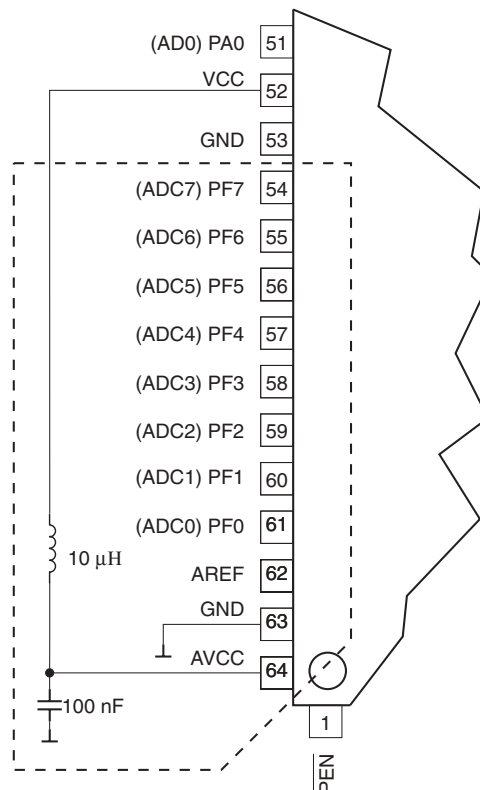 (AD0) PA0 51
VCC 52
GND 53
(ADC7) PF7 54
(ADC6) PF6 55
(ADC5) PF5 56
(ADC4) PF4 57
(ADC3) PF3 58
(ADC2) PF2 59
(ADC1) PF1 60
(ADC0) PF0 61
10 μH
AREF 62
GND 63
AVCC 64
100 nF
1
PEN